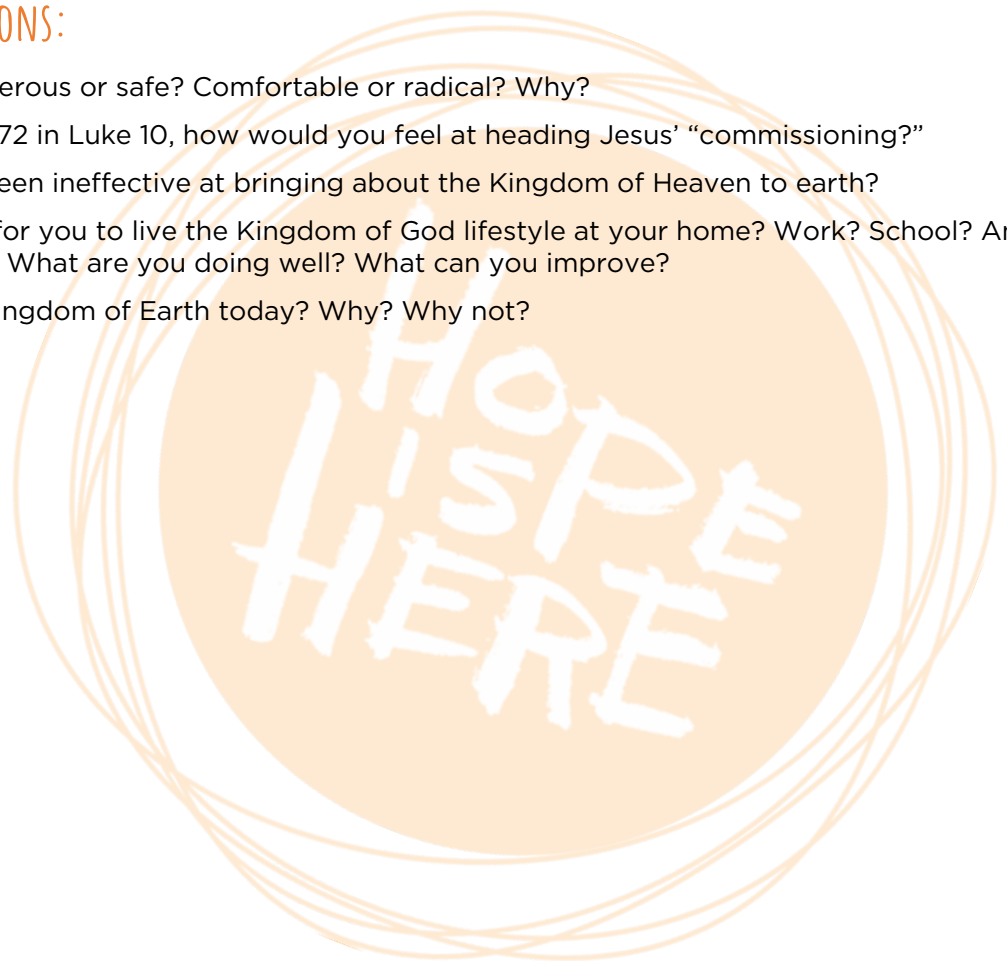 ONS:
erous or safe? Comfortable or radical? Why?
72 in Luke 10, how would you feel at heading Jesus’ “commissioning?”
een ineffective at bringing about the Kingdom of Heaven to earth?
for you to live the Kingdom of God lifestyle at your home? Work? School? Ar
What are you doing well? What can you improve?
ngdom of Earth today? Why? Why not?
HOPE
IS
HERE